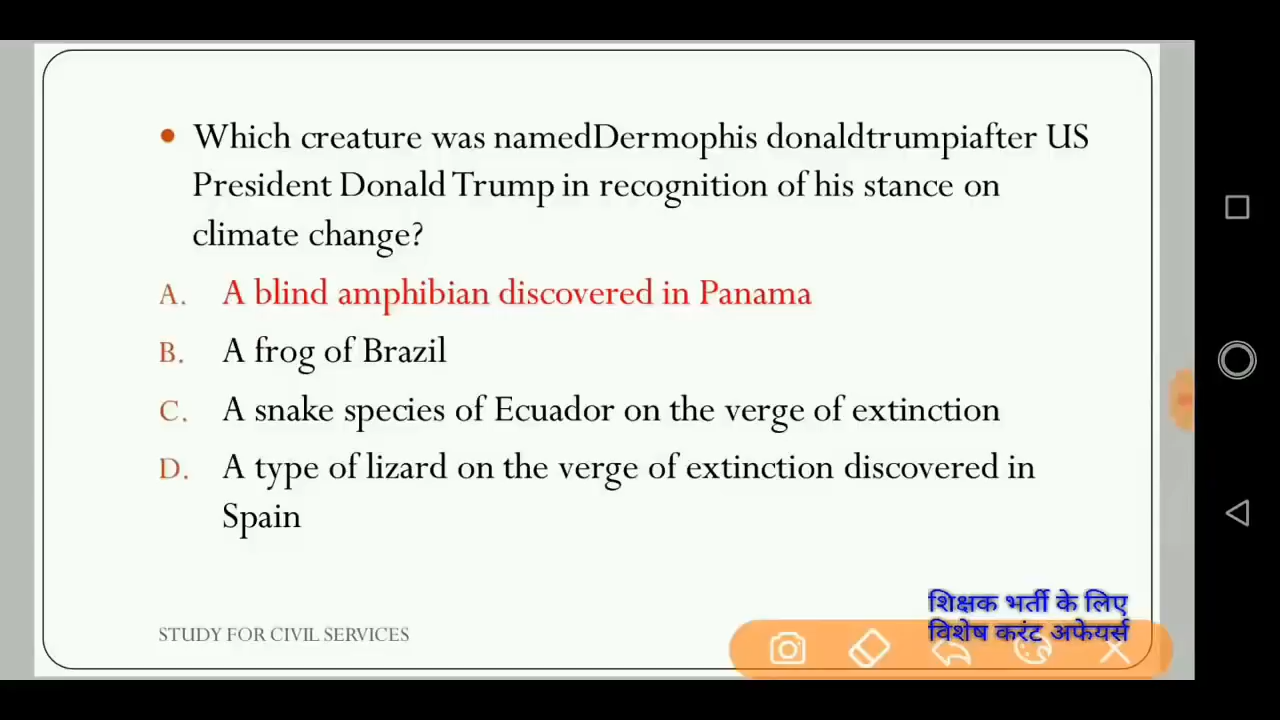 Which creature was namedDermophis donaldtrumpiafter US
President Donald Trump in recognition of his stance on
climate change?
A. A blind amphibian discovered in Panama
B. A frog of Brazil
C. A snake species of Ecuador on the verge of extinction
D. A type of lizard on the verge of extinction discovered in
Spain
शिक्षक भर्ती के लिए
विशेष करंट अफेयर्स
STUDY FOR CIVIL SERVICES